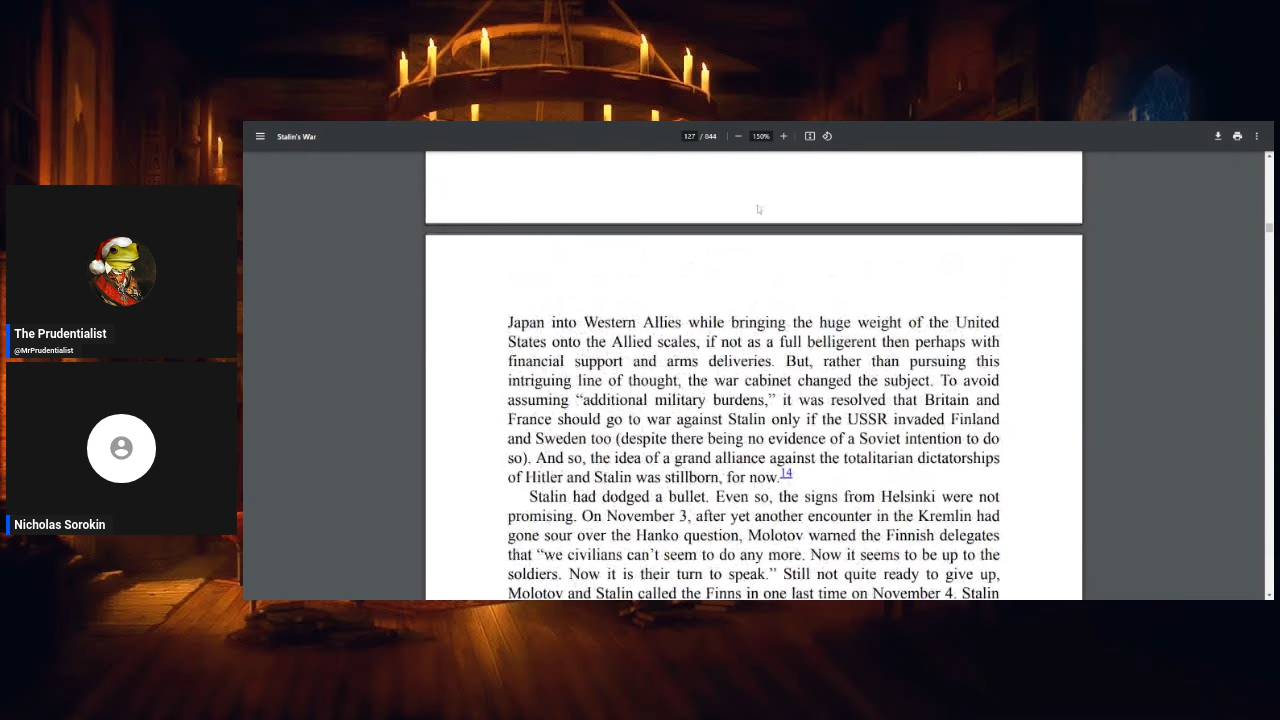 Stalin's War
127 / 844
150%
The Prudentialist
@MrPrudentialist
Nicholas Sorokin
Japan into Western Allies while bringing the huge weight of the United
States onto the Allied scales, if not as a full belligerent then perhaps with
financial support and arms deliveries. But, rather than pursuing this
intriguing line of thought, the war cabinet changed the subject. To avoid
assuming “additional military burdens,” it was resolved that Britain and
France should go to war against Stalin only if the USSR invaded Finland
and Sweden too (despite there being no evidence of a Soviet intention to do
so). And so, the idea of a grand alliance against the totalitarian dictatorships
of Hitler and Stalin was stillborn, for now.14
Stalin had dodged a bullet. Even so, the signs from Helsinki were not
promising. On November 3, after yet another encounter in the Kremlin had
gone sour over the Hanko question, Molotov warned the Finnish delegates
that “we civilians can’t seem to do any more. Now it seems to be up to the
soldiers. Now it is their turn to speak.” Still not quite ready to give up,
Molotov and Stalin called the Finns in one last time on November 4. Stalin